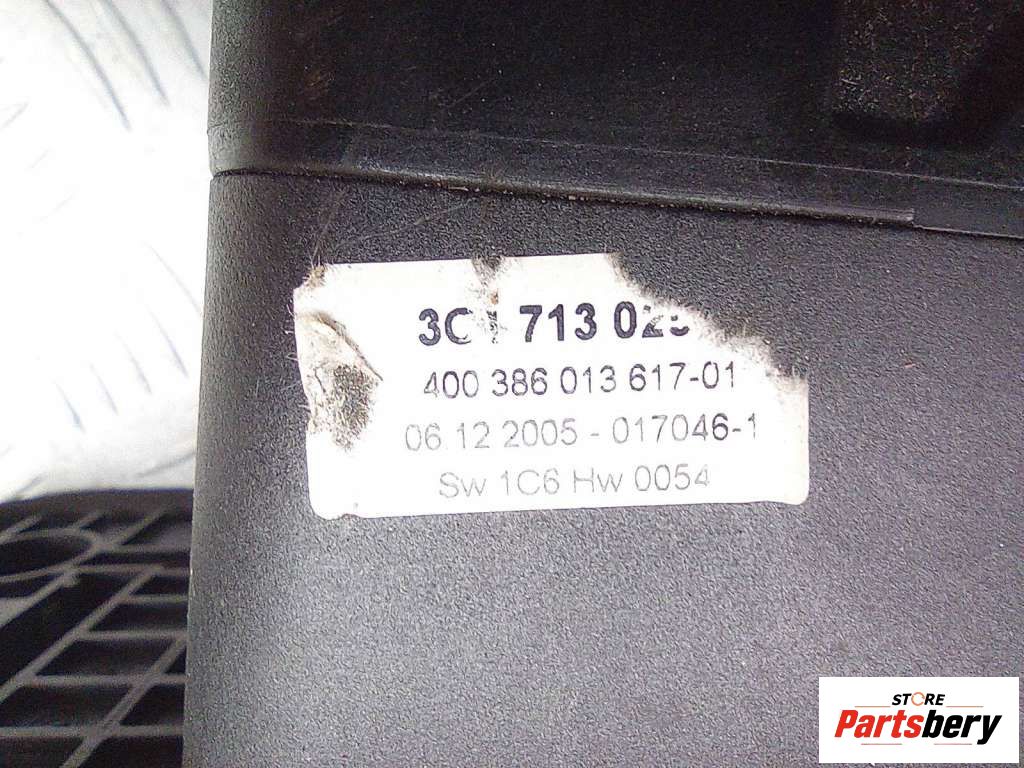 713
400 386 013 617-01
06.12 2005 - 017046-1
Sw 1C6 Hw 0054
STORE
Partsbery